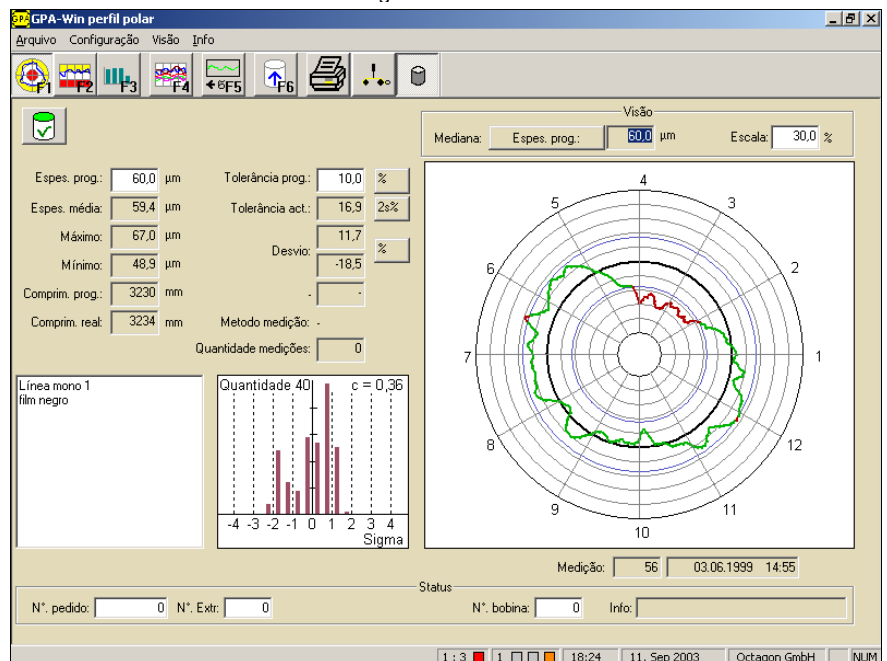 GPA GPA-Win perfil polar
Arquivo Configuração Visão Info
F1 F2 F3 F4 F5 F6
Visão
Mediana: Espes. prog.: 60,0 µm Escala: 30,0 %
Espes. prog.: 60,0 µm Tolerância prog.: 10,0 %
Espes. média: 59,4 µm Tolerância act.: 16,9 2s%
Máximo: 67,0 µm Desvio: 11,7 %
Mínimo: 48,9 µm -18,5
Comprim. prog.: 3230 mm - -
Comprim. real: 3234 mm Metodo medição: -
Quantidade medições: 0
Línea mono 1
film negro
Quantidade 40 c = 0,36
-4 -3 -2 -1 0 1 2 3 4
Sigma
4
5 3
6 2
7 1
8 12
9 11
10
Medição: 56 03.06.1999 14:55
Status
N°. pedido: 0 N°. Extr: 0 N°. bobina: 0 Info:
1 : 3 1 18:24 11. Sep 2003 Octagon GmbH NUM